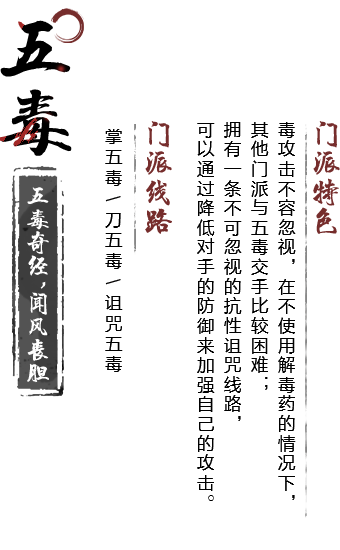 门派特色
毒攻击不容忽视，在不使用解毒药的情况下，
其他门派与五毒交手比较困难；
拥有一条不可忽视的抗性诅咒线路，
可以通过降低对手的防御来加强自己的攻击。
门派线路
掌五毒/刀五毒/诅咒五毒
五毒
五毒奇经，闻风丧胆